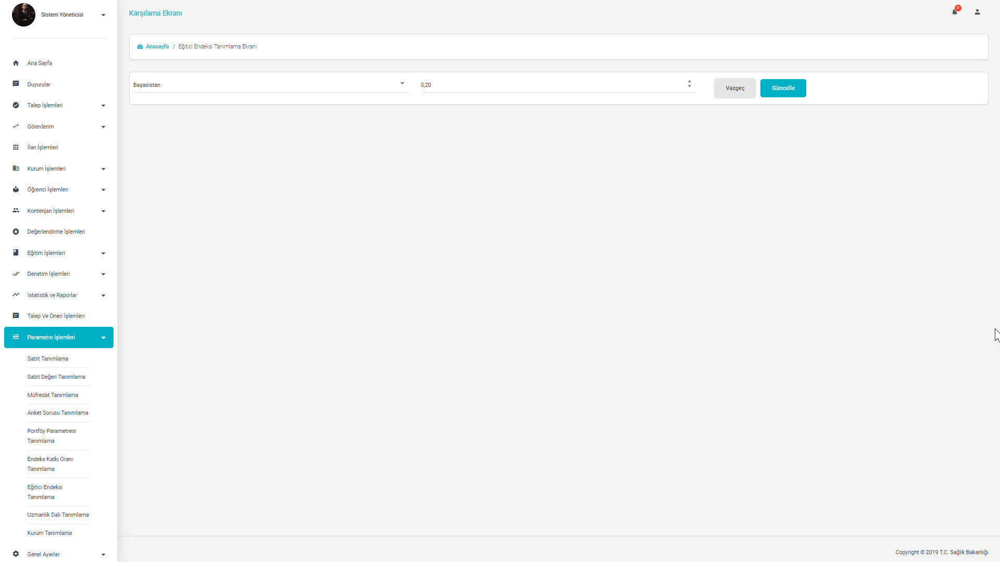 Sistem Yöneticisi
Karşılama Ekranı
0
Anasayfa / Eğitici Endeksi Tanımlama Ekranı
Ana Sayfa
Duyurular
Talep İşlemleri
Görevlerim
İlan İşlemleri
Kurum İşlemleri
Öğrenci İşlemleri
Kontenjan İşlemleri
Değerlendirme İşlemleri
Eğitim İşlemleri
Denetim İşlemleri
İstatistik ve Raporlar
Talep Ve Öneri İşlemleri
Parametre İşlemleri
Sabit Tanımlama
Sabit Değeri Tanımlama
Müfredat Tanımlama
Anket Sorusu Tanımlama
Portföy Parametresi
Tanımlama
Endeks Katkı Oranı
Tanımlama
Eğitici Endeksi
Tanımlama
Uzmanlık Dalı Tanımlama
Kurum Tanımlama
Genel Ayarlar
Başasistan 0,20 Vazgeç Güncelle
Copyright © 2019 T.C. Sağlık Bakanlığı